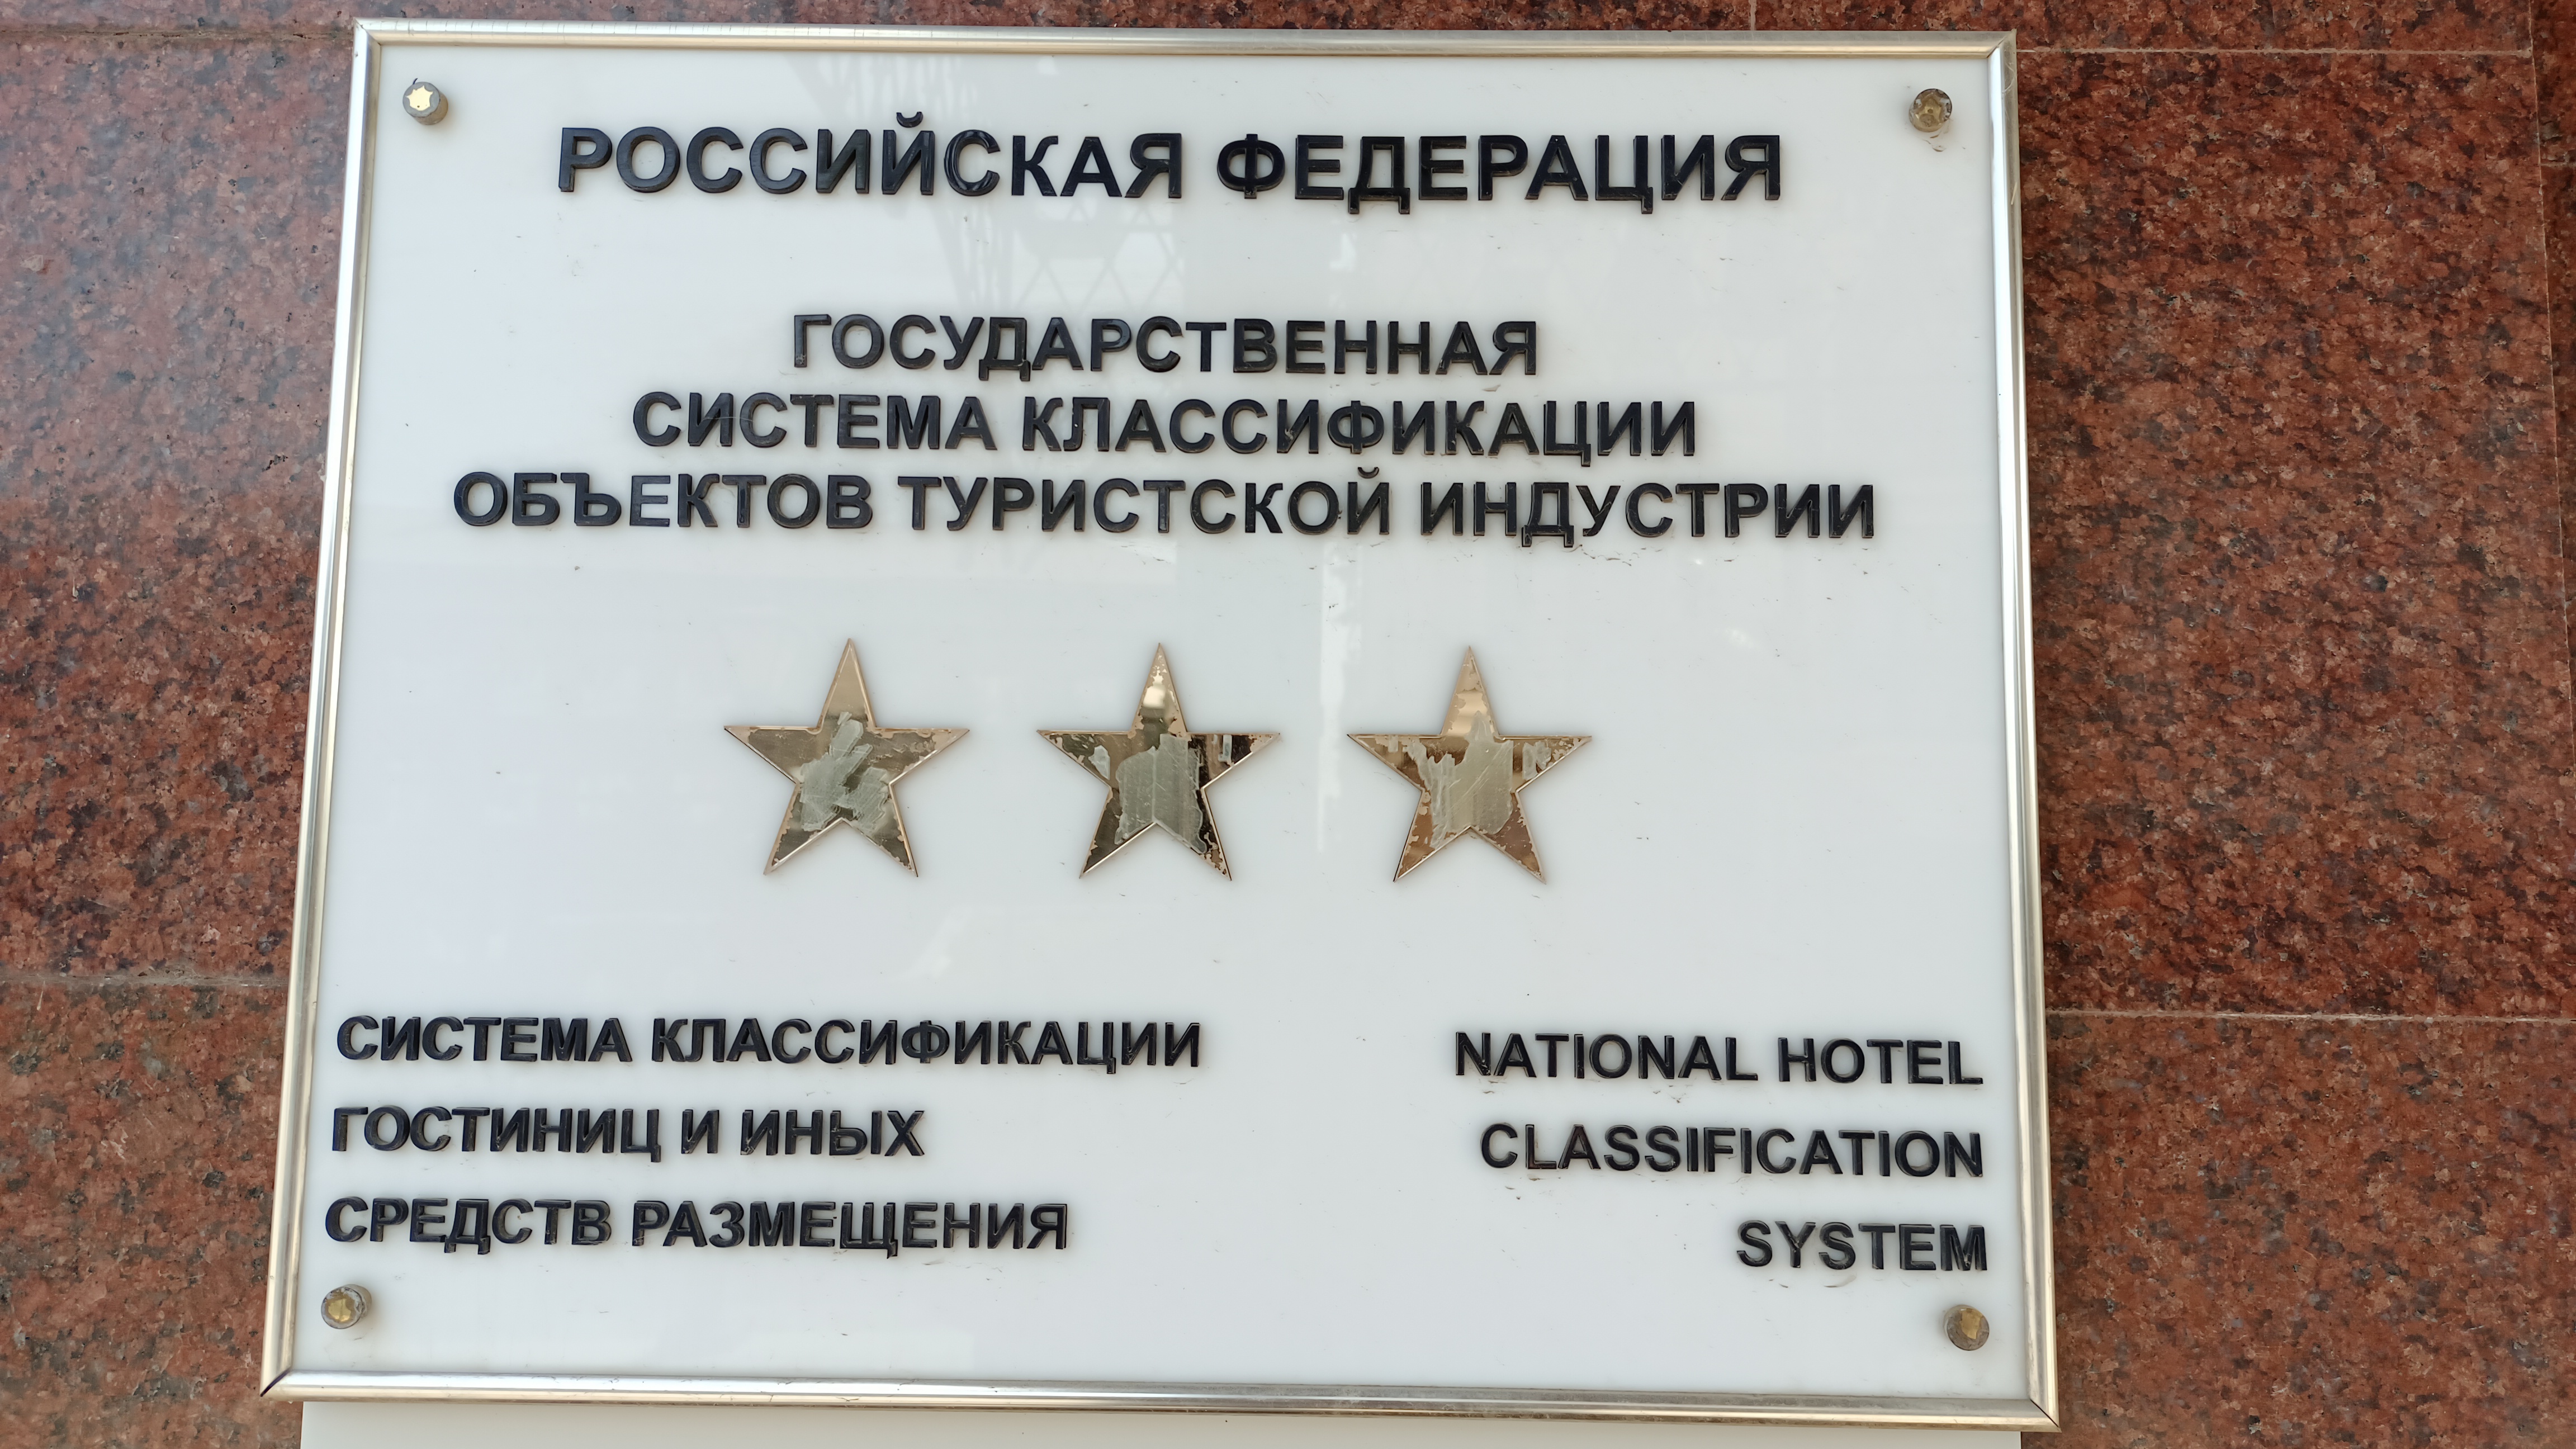 РОССИЙСКАЯ ФЕДЕРАЦИЯ
ГОСУДАРСТВЕННАЯ
СИСТЕМА КЛАССИФИКАЦИИ
ОБЪЕКТОВ ТУРИСТСКОЙ ИНДУСТРИИ
СИСТЕМА КЛАССИФИКАЦИИ
ГОСТИНИЦ И ИНЫХ
СРЕДСТВ РАЗМЕЩЕНИЯ
NATIONAL HOTEL
CLASSIFICATION
SYSTEM